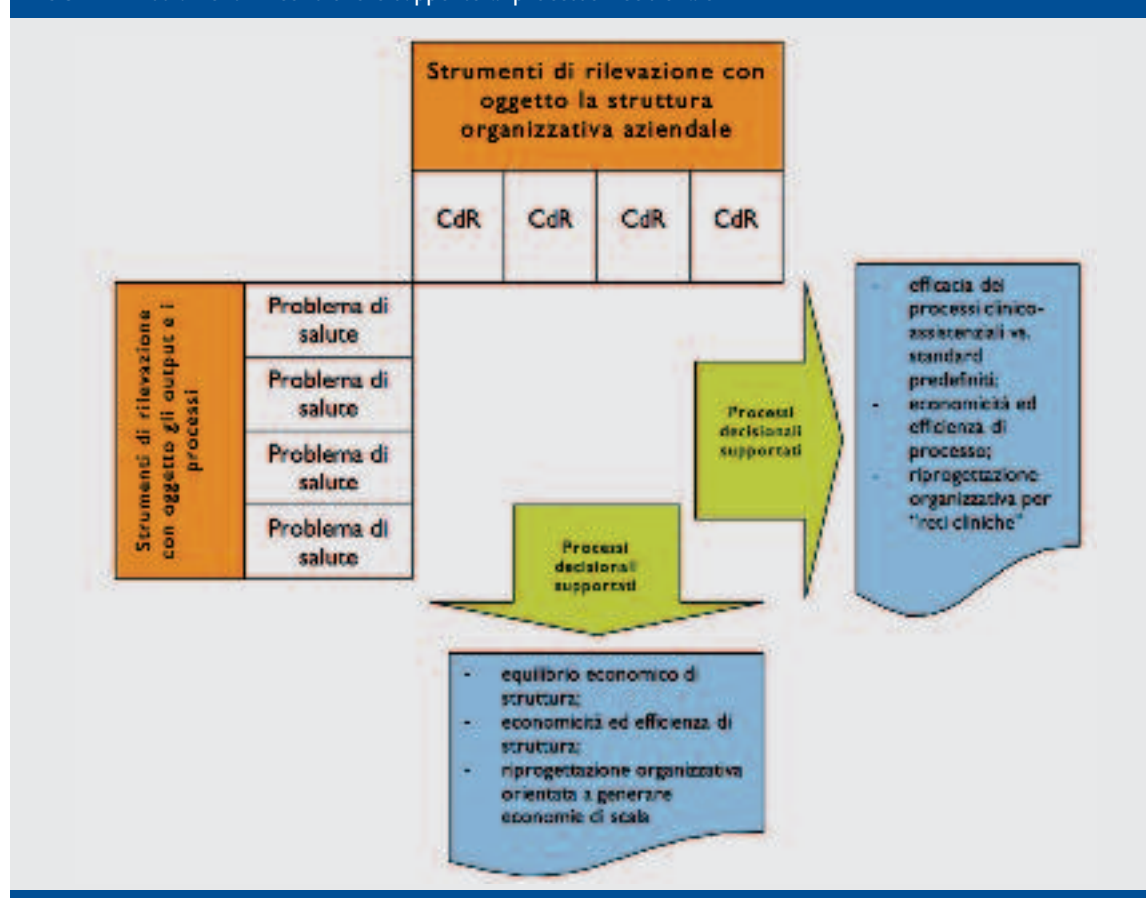 Strumenti di rilevazione con
oggetto la struttura
organizzativa aziendale
CdR
CdR
CdR
CdR
Strumenti di rilevazione
con oggetto gli output e i
processi
Problema di
salute
Problema di
salute
Problema di
salute
Problema di
salute
Processi
decisionali
supportati
- efficacia dei
processi clinico-
assistenziali vs.
standard
predefiniti;
- economicità ed
efficienza di
processo;
- riprogettazione
organizzativa per
"reti cliniche"
Processi
decisionali
supportati
- equilibrio economico di
struttura;
- economicità ed efficienza di
struttura;
- riprogettazione organizzativa
orientata a generare
economie di scala